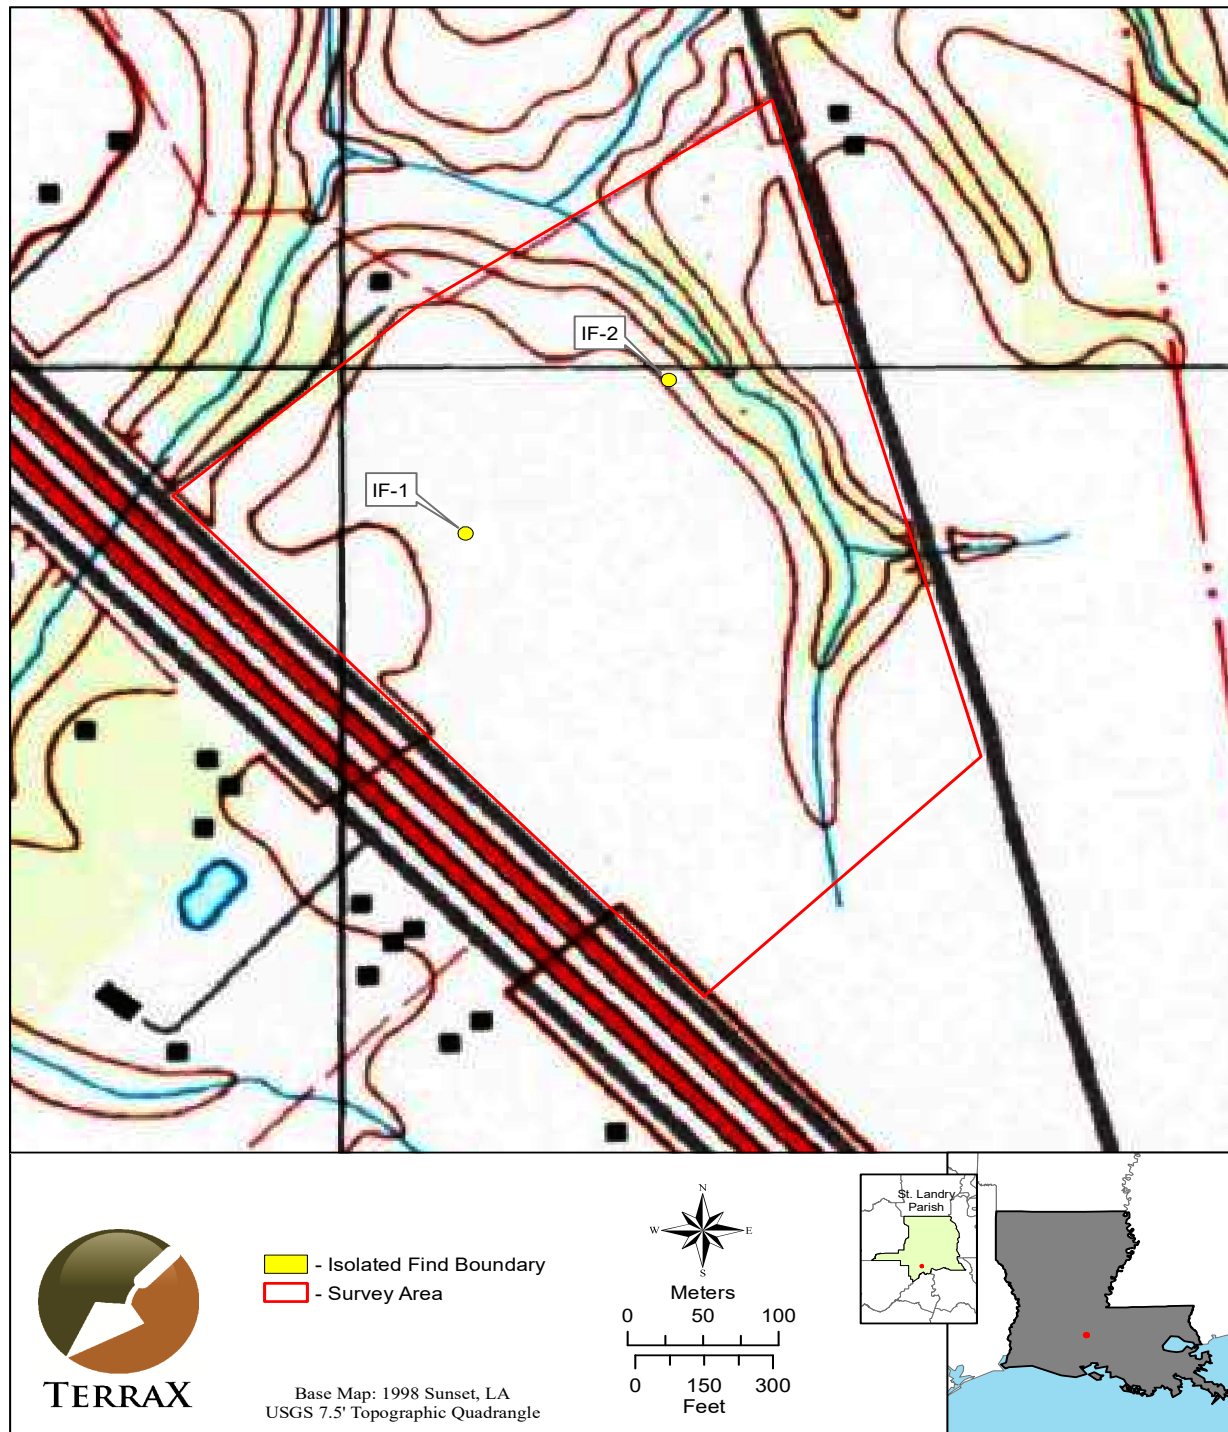 IF-2
IF-1
TERRAX
- Isolated Find Boundary
- Survey Area
Base Map: 1998 Sunset, LA
USGS 7.5' Topographic Quadrangle
N
W E
S
Meters
0 50 100
0 150 300
Feet
St. Landry
Parish